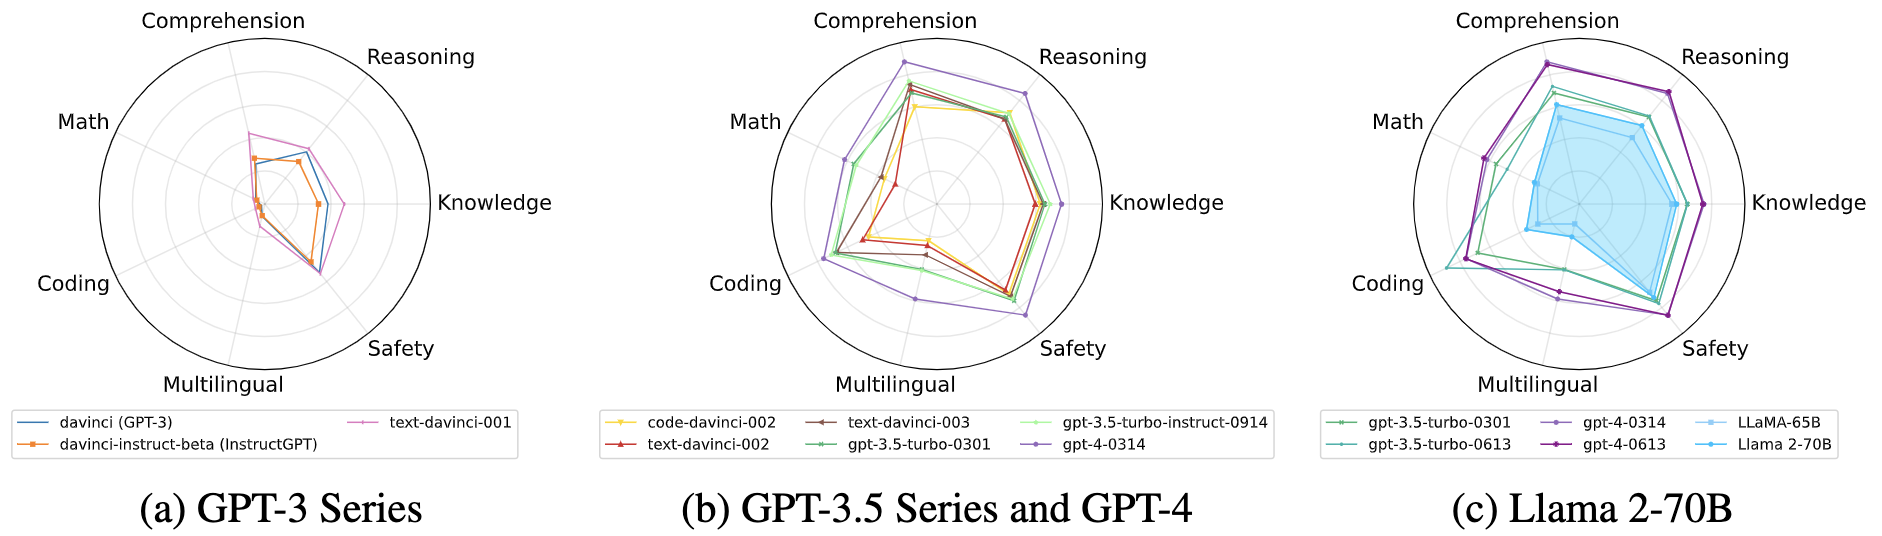 Comprehension
Reasoning
Math
Knowledge
Coding
Safety
Multilingual
davinci (GPT-3)
davinci-instruct-beta (InstructGPT)
text-davinci-001
(a) GPT-3 Series
Comprehension
Reasoning
Math
Knowledge
Coding
Safety
Multilingual
code-davinci-002
text-davinci-002
text-davinci-003
gpt-3.5-turbo-0301
gpt-3.5-turbo-instruct-0914
gpt-4-0314
(b) GPT-3.5 Series and GPT-4
Comprehension
Reasoning
Math
Knowledge
Coding
Safety
Multilingual
gpt-3.5-turbo-0301
gpt-3.5-turbo-0613
gpt-4-0314
gpt-4-0613
LLaMA-65B
Llama 2-70B
(c) Llama 2-70B